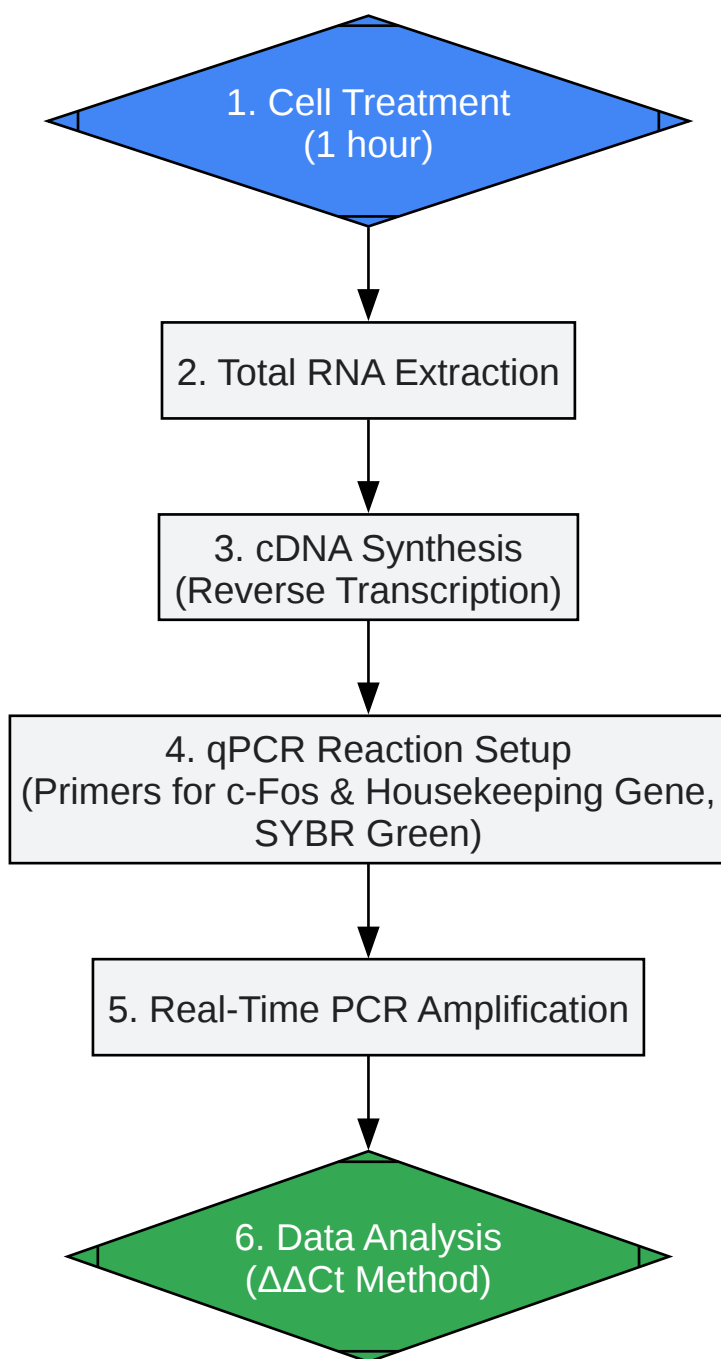 1. Cell Treatment
(1 hour)
2. Total RNA Extraction
3. cDNA Synthesis
(Reverse Transcription)
4. qPCR Reaction Setup
(Primers for c-Fos & Housekeeping Gene,
SYBR Green)
5. Real-Time PCR Amplification
6. Data Analysis
(ΔΔCt Method)